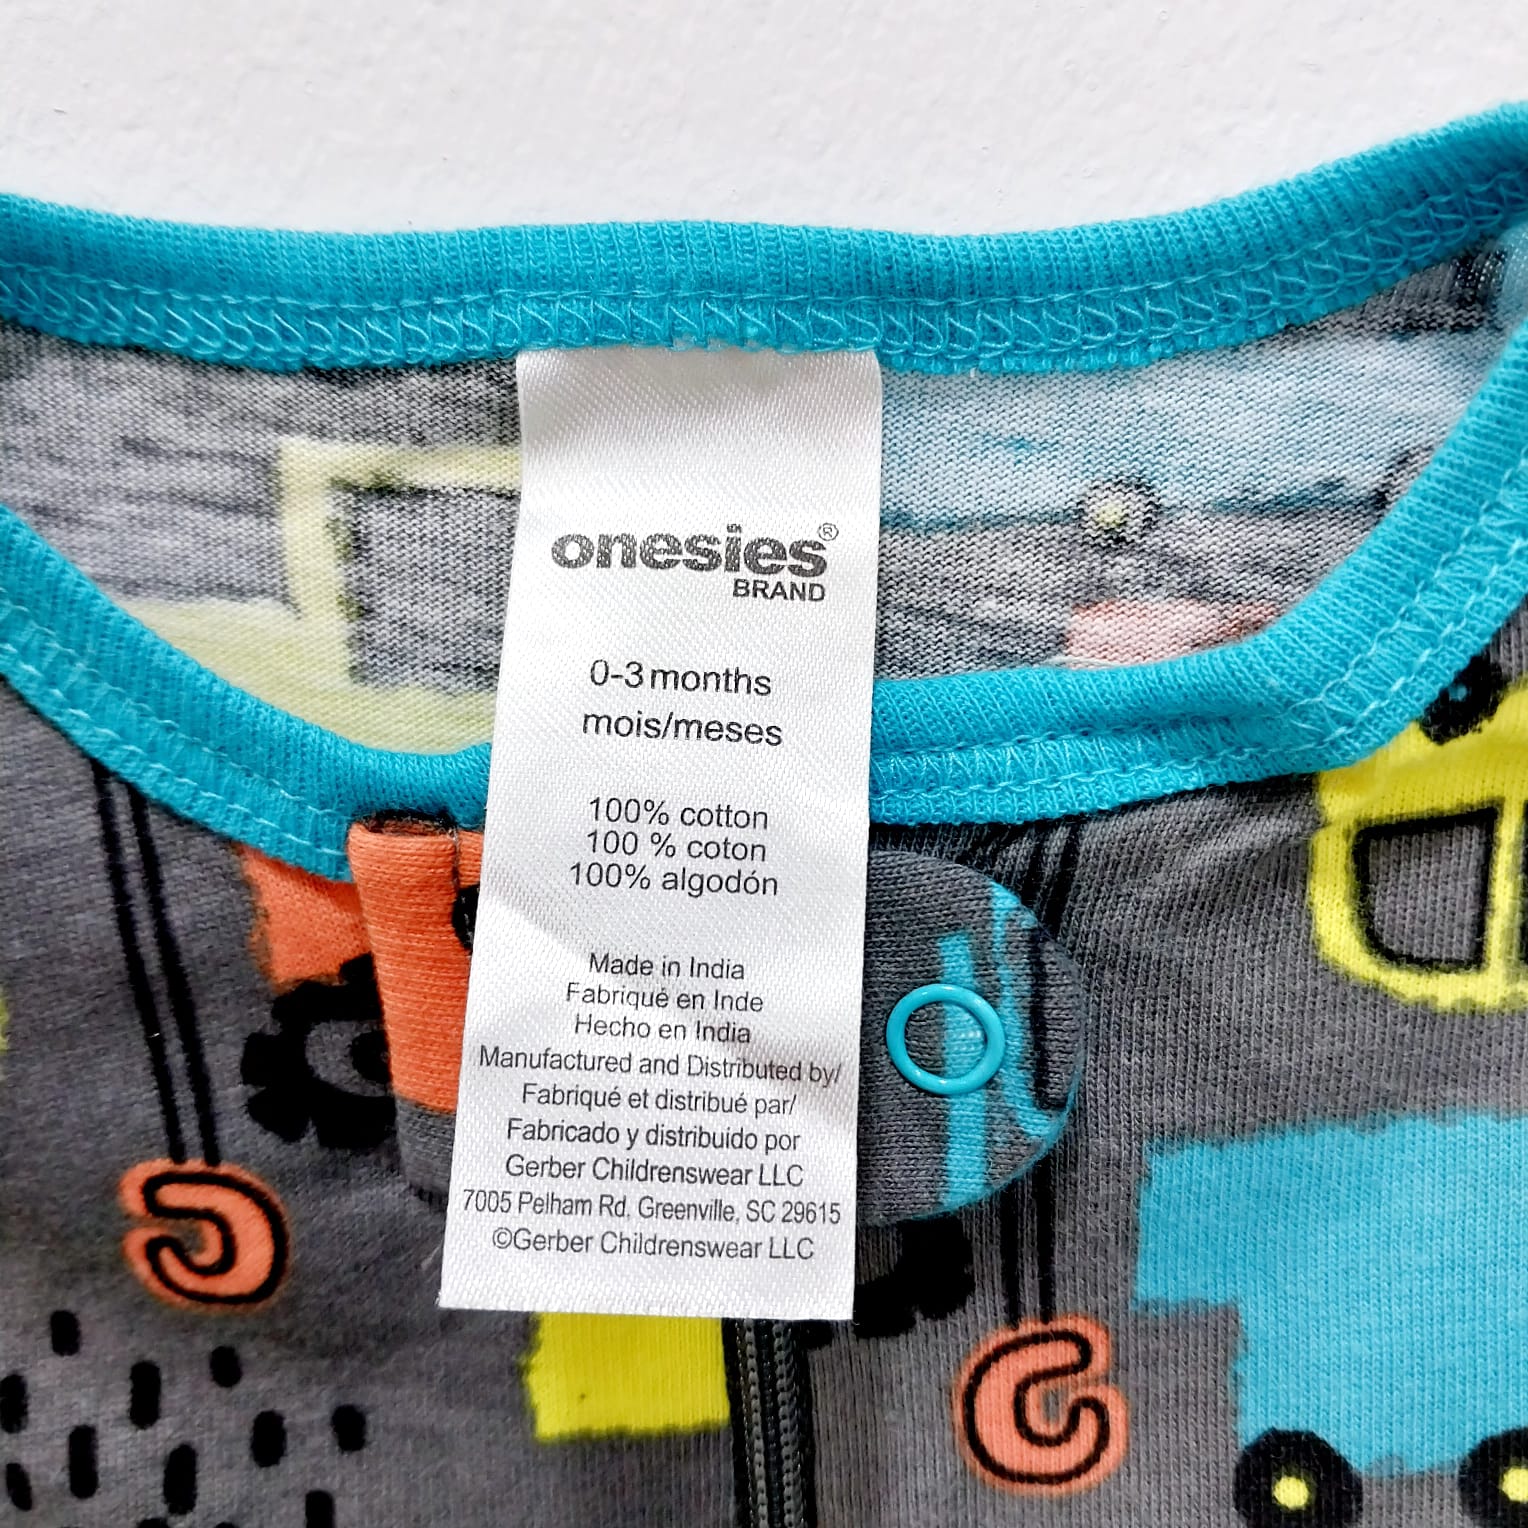 onesies®
BRAND
0-3 months
mois/meses
100% cotton
100 % coton
100% algodón
Made in India
Fabriqué en Inde
Hecho en India
Manufactured and Distributed by/
Fabriqué et distribué par/
Fabricado y distribuido por
Gerber Childrenswear LLC
7005 Pelham Rd. Greenville, SC 29615
©Gerber Childrenswear LLC